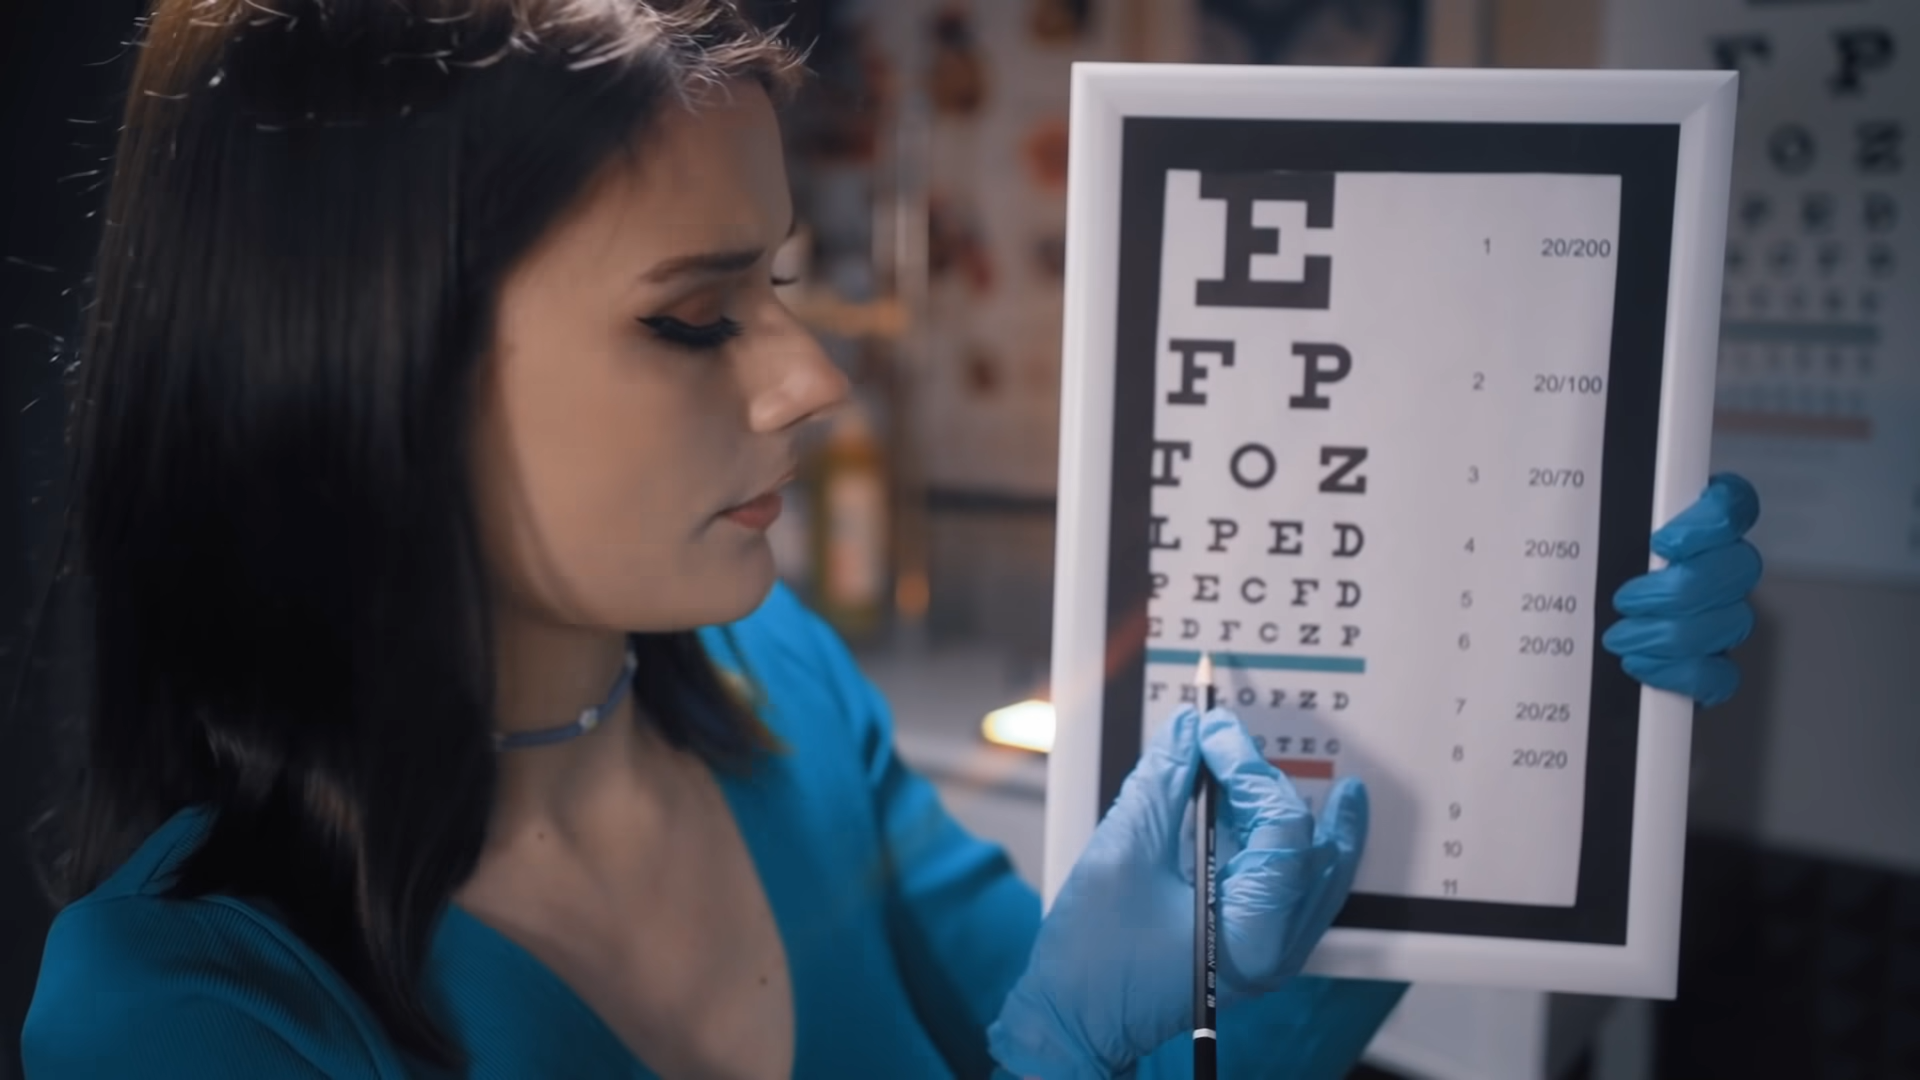 E 1 20/200
F P 2 20/100
T O Z 3 20/70
L P E D 4 20/50
P E C F D 5 20/40
E D F C Z P 6 20/30
F E L O P Z D 7 20/25
O T E C 8 20/20
9
10
11
F P
O Z
P E D